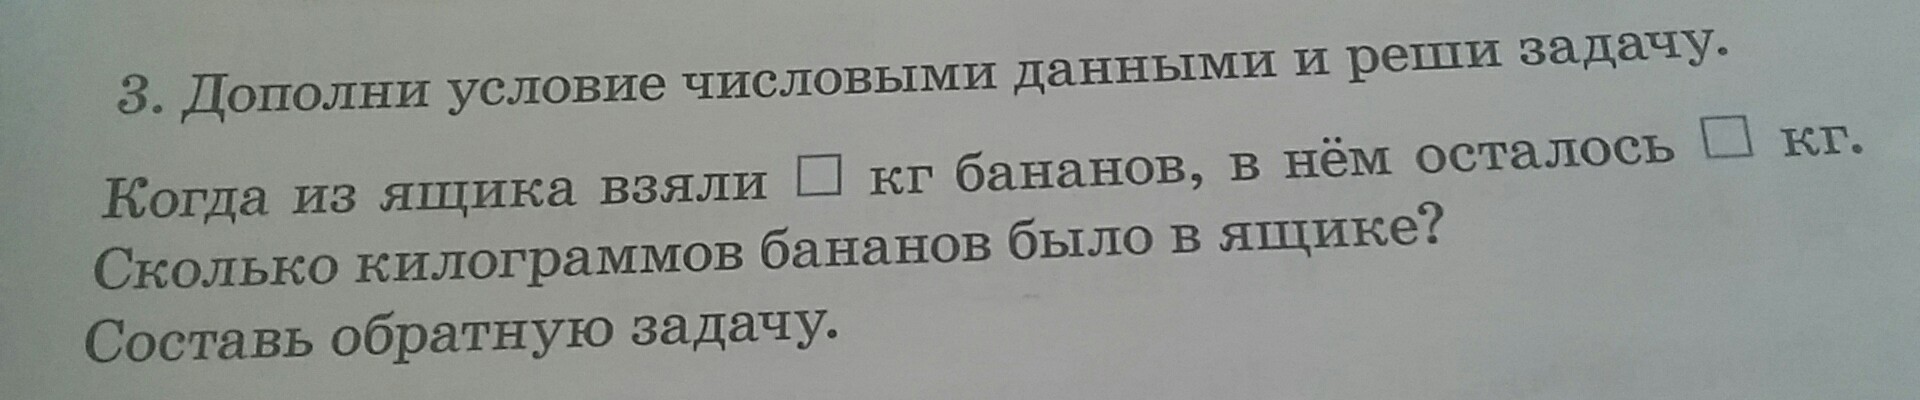 3. Дополни условие числовыми данными и реши задачу.
Когда из ящика взяли □ кг бананов, в нём осталось □ кг.
Сколько килограммов бананов было в ящике?
Составь обратную задачу.